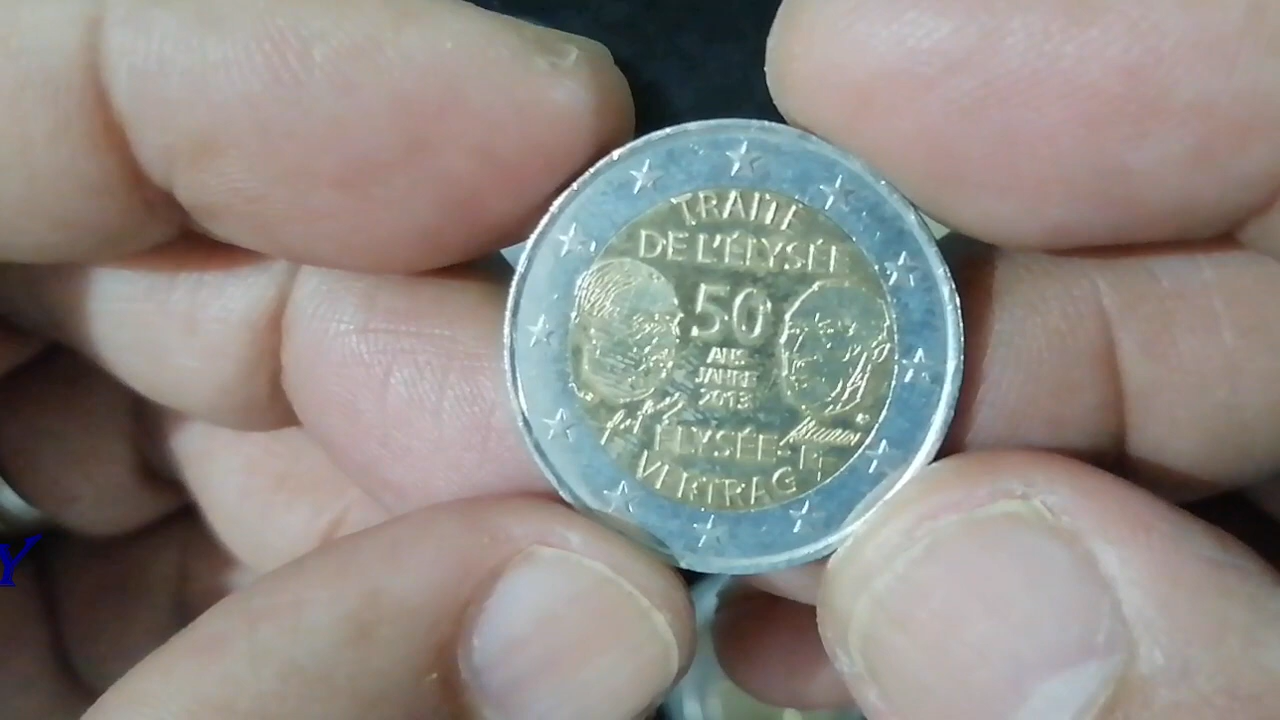 TRAITÉ
DE L'ÉLYSÉE
50
ANS
JAHRE
2013
ÉLYSÉE-
VERTRAG
Y